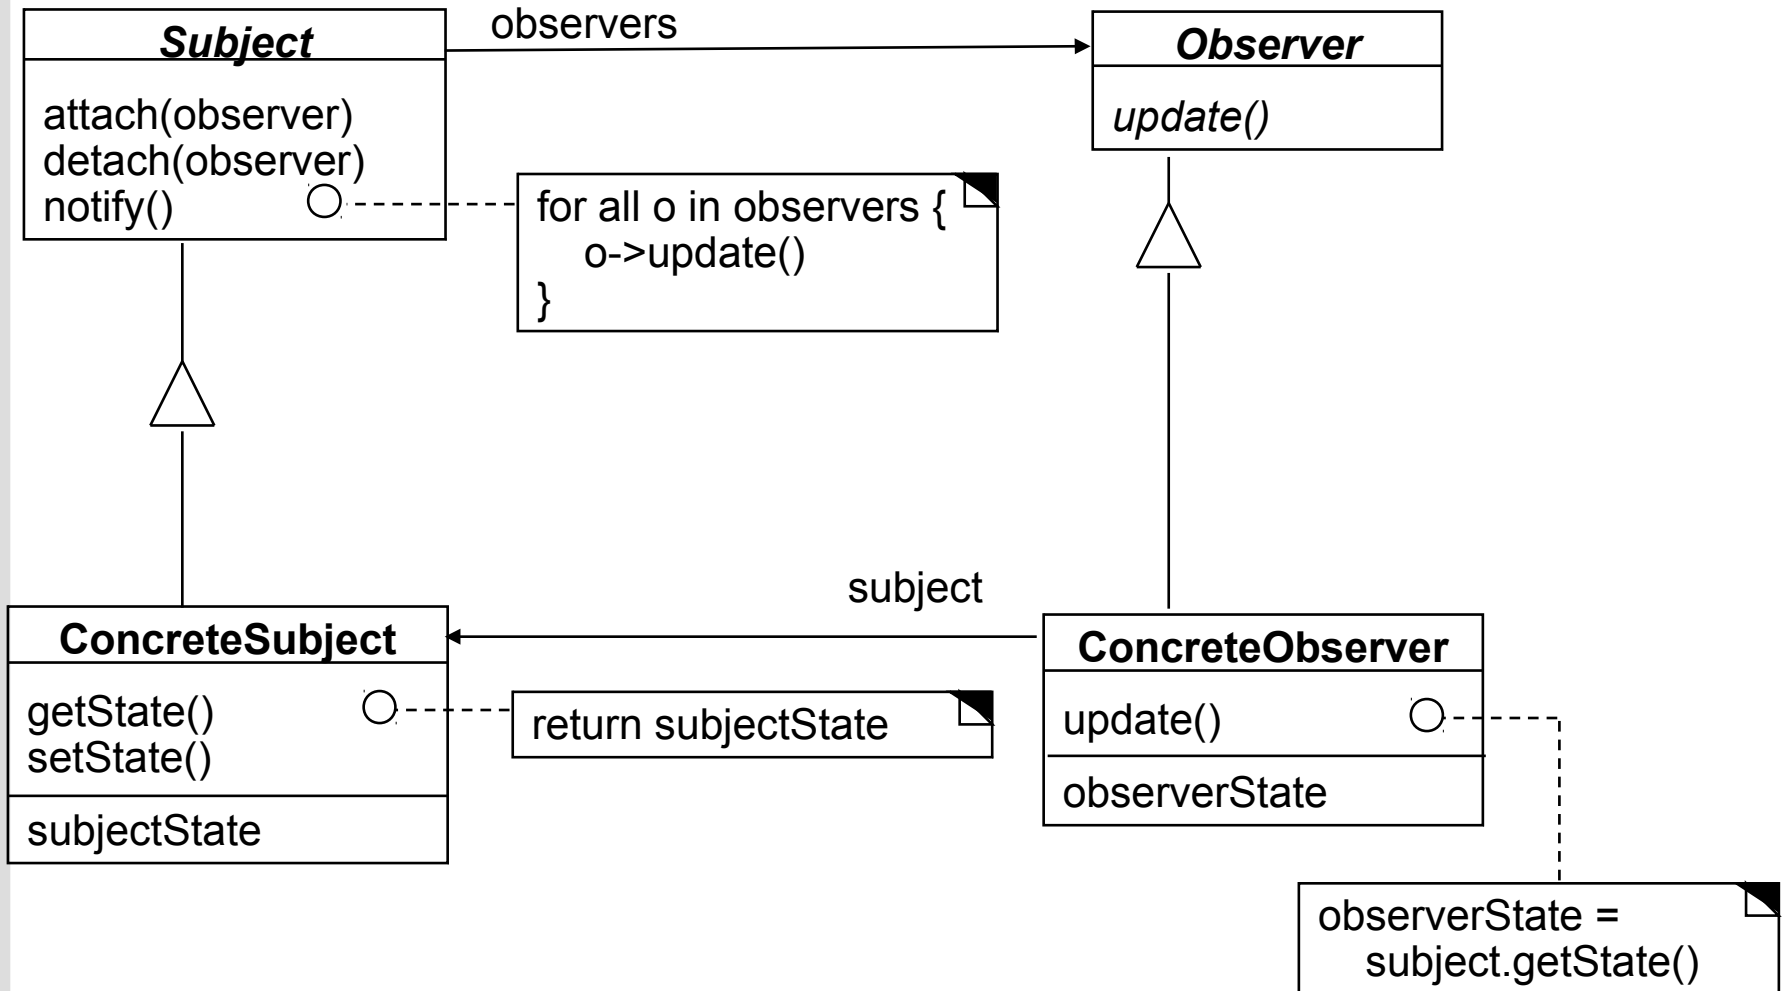 Subject
attach(observer)
detach(observer)
notify()
observers
Observer
update()
for all o in observers {
o->update()
}
ConcreteSubject
getState()
setState()
subjectState
return subjectState
subject
ConcreteObserver
update()
observerState
observerState =
subject.getState()